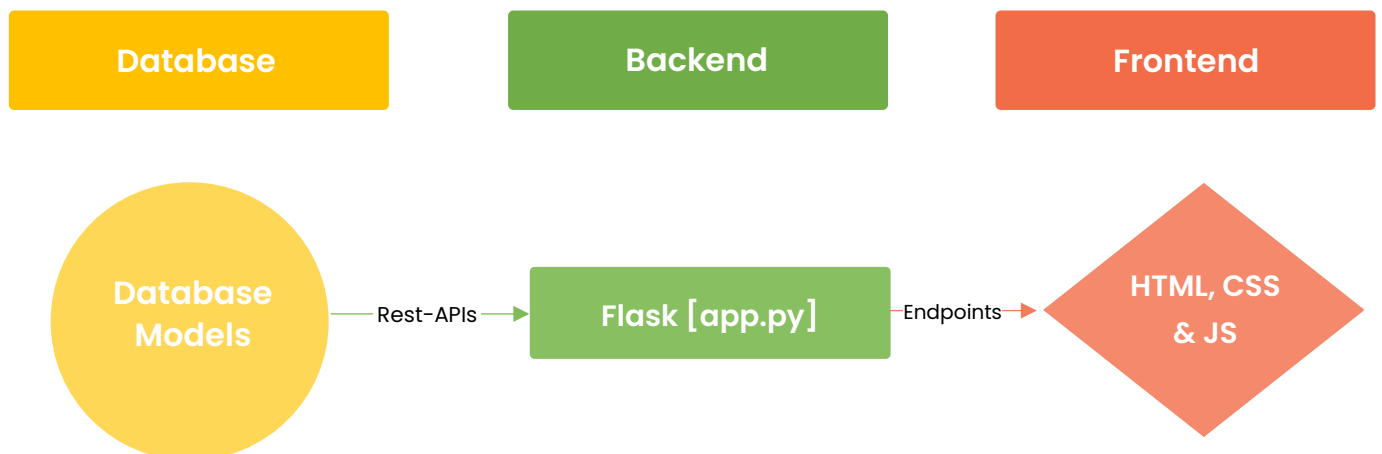 Database
Backend
Frontend
Database
Models
Rest-APIs
Flask [app.py]
Endpoints
HTML, CSS
& JS